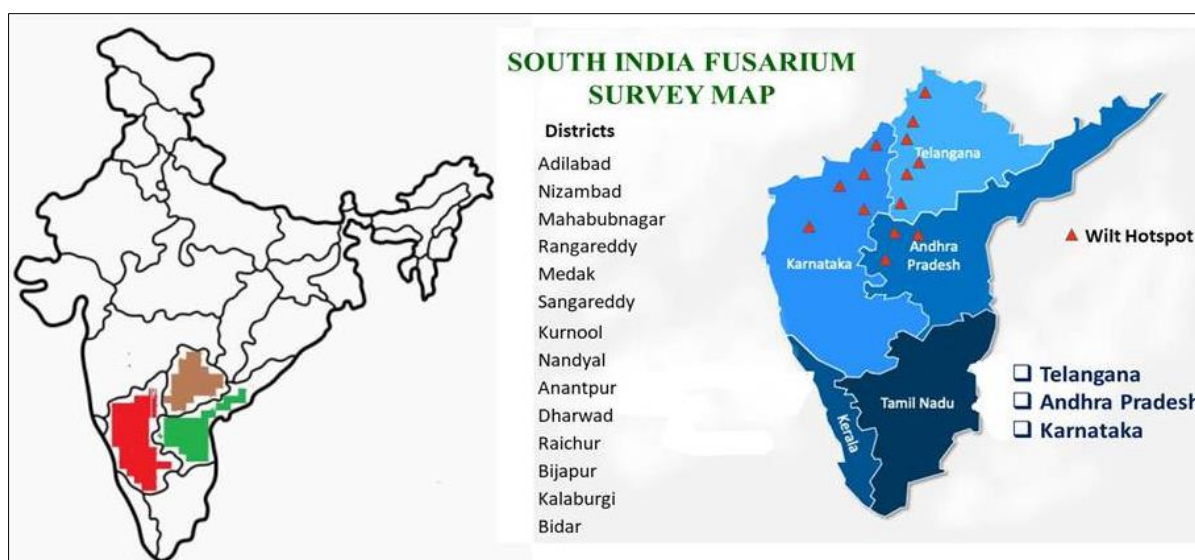 SOUTH INDIA FUSARIUM
SURVEY MAP
Districts
Adilabad
Nizambad
Mahabubnagar
Rangareddy
Medak
Sangareddy
Kurnool
Nandyal
Anantpur
Dharwad
Raichur
Bijapur
Kalaburgi
Bidar
Telangana
Karnataka
Andhra
Pradesh
Kerala
Tamil Nadu
Wilt Hotspot
Telangana
Andhra Pradesh
Karnataka